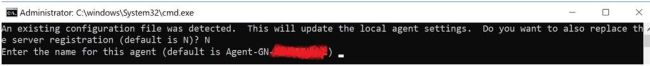 Administrator: C:\windows\System32\cmd.exe
An existing configuration file was detected.  This will update the local agent settings.  Do you want to also replace th
e server registration (default is N)? N
Enter the name for this agent (default is Agent-GN-